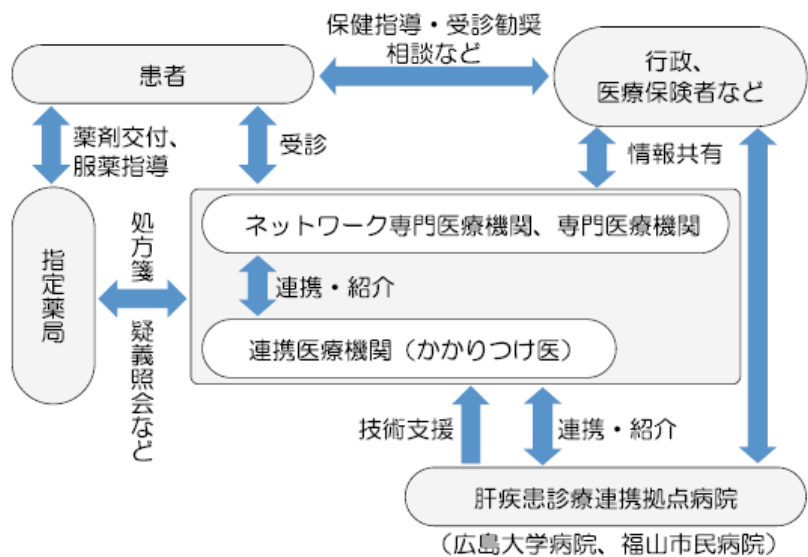 保健指導・受診勧奨
相談など
患者
行政、
医療保険者など
薬剤交付、
服薬指導
受診
情報共有
ネットワーク専門医療機関、専門医療機関
処方箋
指定薬局
連携・紹介
疑義照会など
連携医療機関（かかりつけ医）
技術支援
連携・紹介
肝疾患診療連携拠点病院
（広島大学病院、福山市民病院）